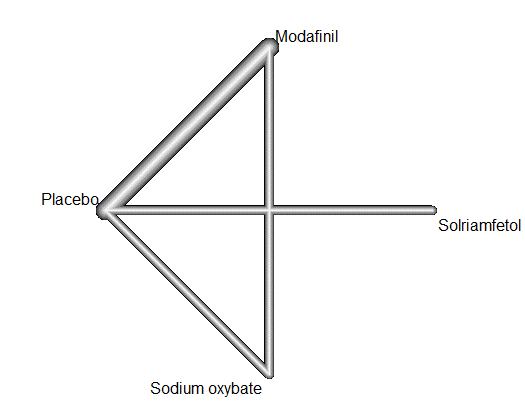 Modafinil
Placebo
Solriamfetol
Sodium oxybate